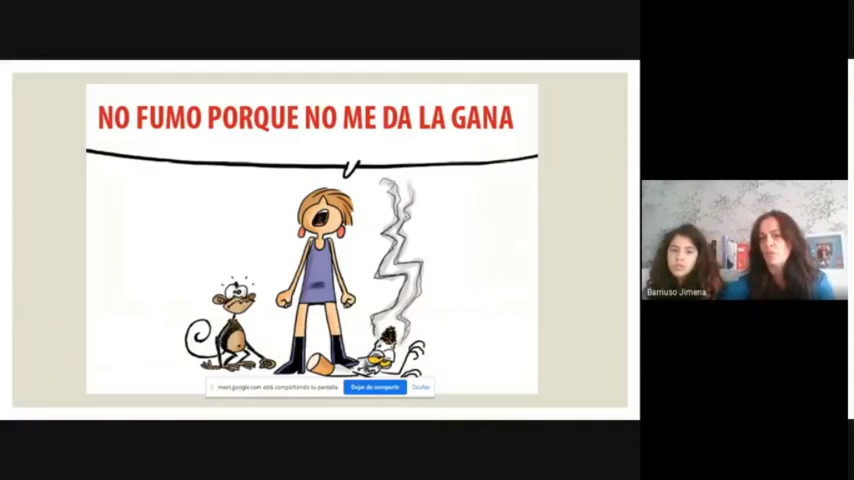 NO FUMO PORQUE NO ME DA LA GANA
meet.google.com está compartiendo tu pantalla.
Dejar de compartir
Ocultar
Barriuso Jimena